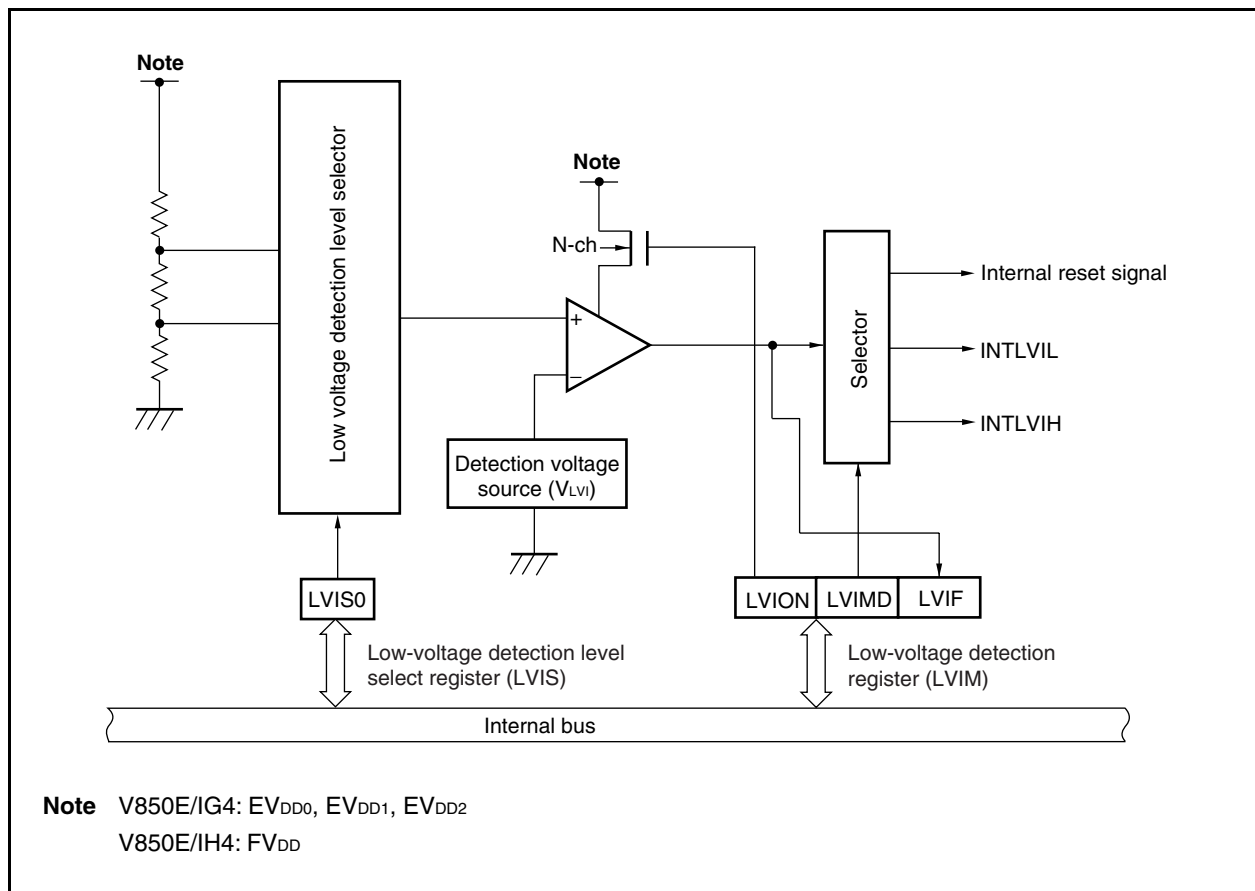 Note
Low voltage detection level selector
Note
N-ch
+
−
Detection voltage
source (VLVI)
Selector
Internal reset signal
INTLVIL
INTLVIH
LVIS0
LVION
LVIMD
LVIF
Low-voltage detection level
select register (LVIS)
Low-voltage detection
register (LVIM)
Internal bus
Note V850E/IG4: EVDD0, EVDD1, EVDD2
V850E/IH4: FVDD